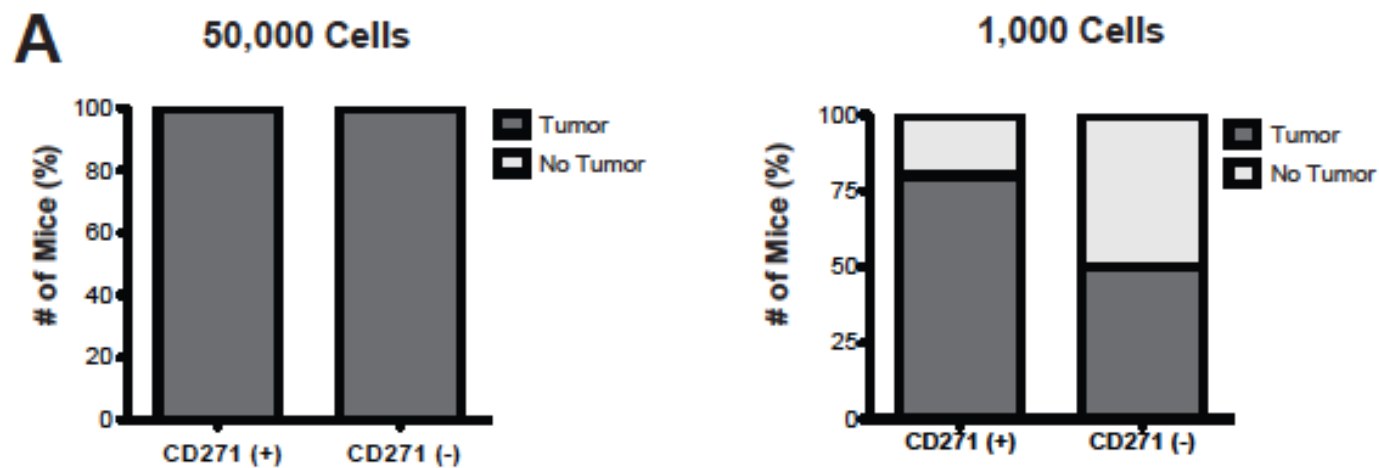 A
50,000 Cells
# of Mice (%)
100
80
60
40
20
0
CD271 (+)
CD271 (-)
Tumor
No Tumor
1,000 Cells
# of Mice (%)
100
75
50
25
0
CD271 (+)
CD271 (-)
Tumor
No Tumor